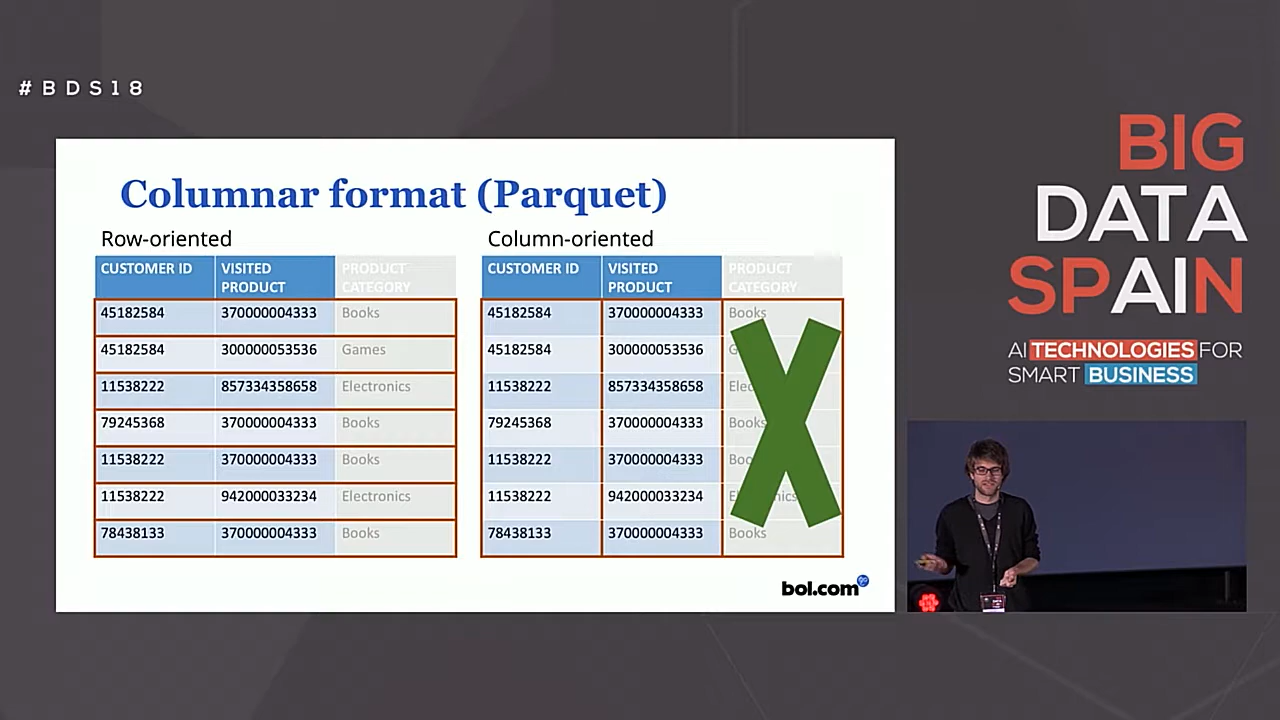 #BDS18
BIG
DATA
SPAIN
AI TECHNOLOGIES FOR
SMART BUSINESS
Columnar format (Parquet)
Row-oriented
CUSTOMER ID VISITED PRODUCT PRODUCT CATEGORY
45182584 370000004333 Books
45182584 300000053536 Games
11538222 857334358658 Electronics
79245368 370000004333 Books
11538222 370000004333 Books
11538222 942000033234 Electronics
78438133 370000004333 Books
Column-oriented
CUSTOMER ID VISITED PRODUCT PRODUCT CATEGORY
45182584 370000004333 Books
45182584 300000053536
11538222 857334358658
79245368 370000004333
11538222 370000004333
11538222 942000033234
78438133 370000004333 Books
bol.com